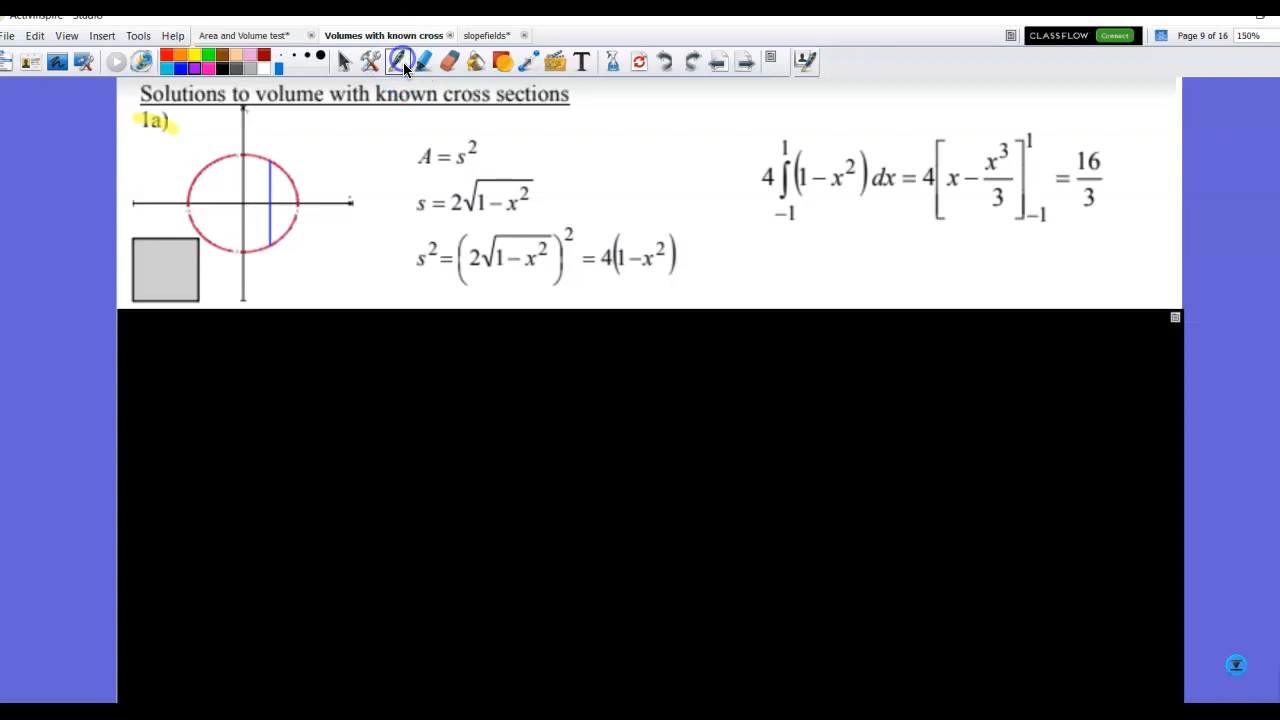 ActivInspire - Studio
File Edit View Insert Tools Help Area and Volume test* Volumes with known cross slopefields* CLASSFLOW Connect Page 9 of 16 150%
Solutions to volume with known cross sections
1a)
A = s²
s = 2√(1 − x²)
s² = (2√(1 − x²))² = 4(1 − x²)
4∫₋₁¹(1 − x²)dx = 4[x − x³/3]₋₁¹ = 16/3